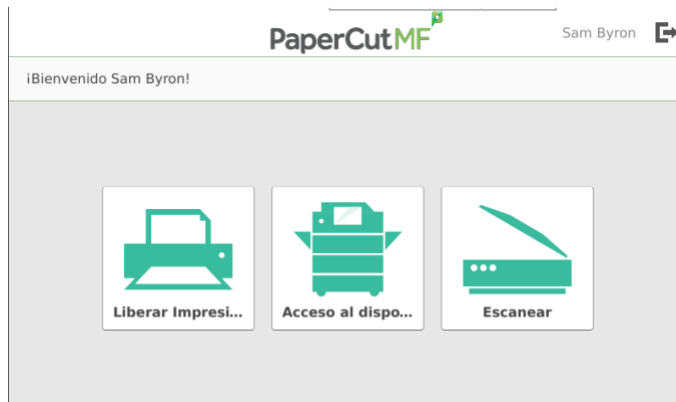 PaperCutMF
Sam Byron
¡Bienvenido Sam Byron!
Liberar Impresi...
Acceso al dispo...
Escanear